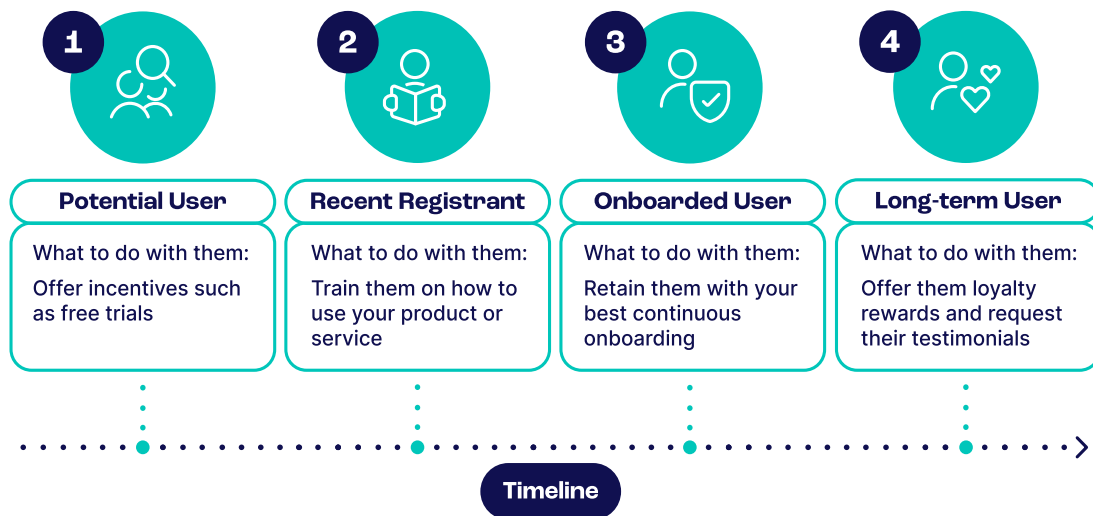 1
Potential User
What to do with them:
Offer incentives such
as free trials
2
Recent Registrant
What to do with them:
Train them on how to
use your product or
service
3
Onboarded User
What to do with them:
Retain them with your
best continuous
onboarding
4
Long-term User
What to do with them:
Offer them loyalty
rewards and request
their testimonials
Timeline